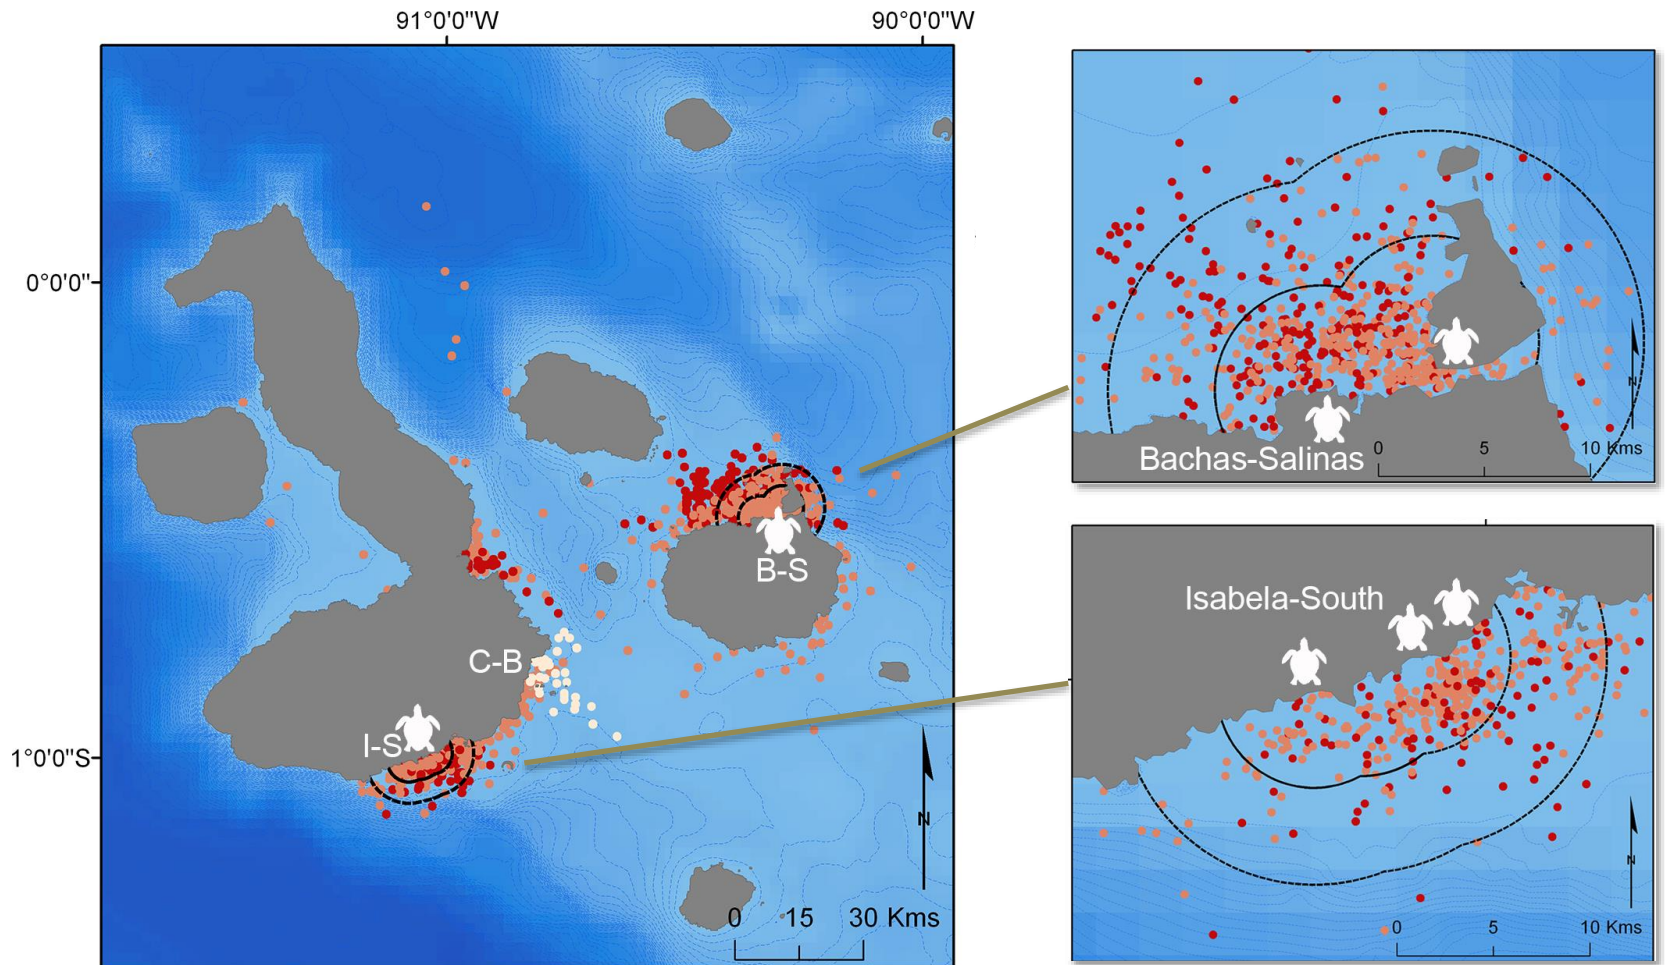 91°0'0"W
90°0'0"W
0°0'0"
1°0'0"S
B-S
C-B
I-S
N
0 15 30 Kms
Bachas-Salinas
0 5 10 Kms
N
Isabela-South
N
0 5 10 Kms